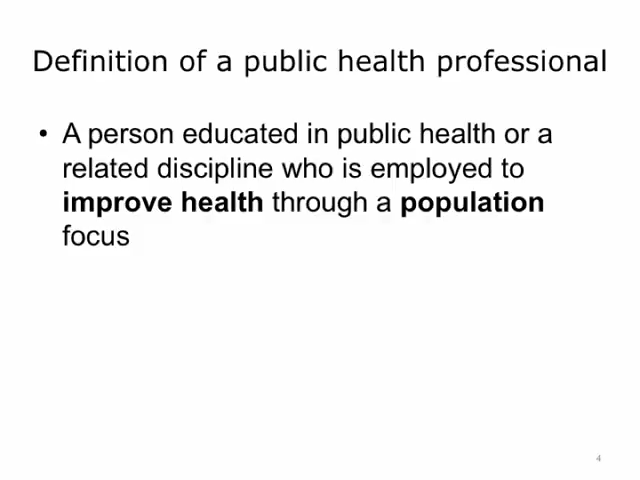 Definition of a public health professional
• A person educated in public health or a
related discipline who is employed to
improve health through a population
focus
4